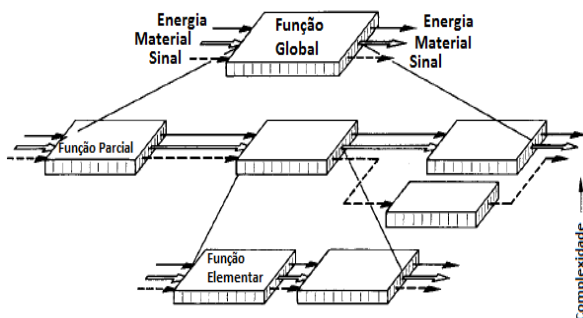 Energia
Material
Sinal
Função
Global
Energia
Material
Sinal
Função Parcial
Função
Elementar
Complexidade